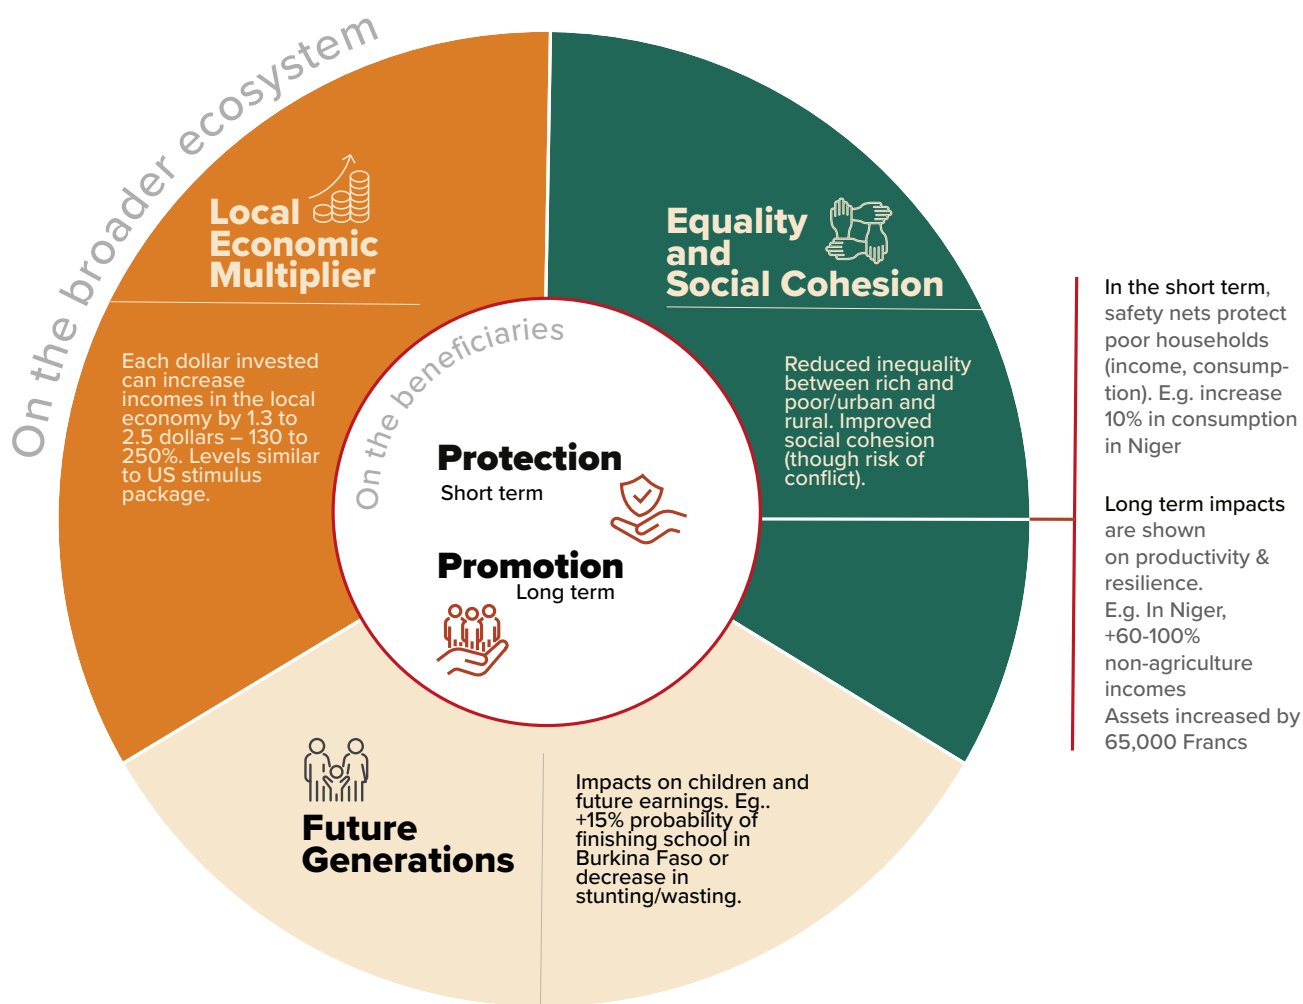 On the broader ecosystem
Local
Economic
Multiplier
Each dollar invested
can increase
incomes in the local
economy by 1.3 to
2.5 dollars – 130 to
250%. Levels similar
to US stimulus
package.
Equality
and
Social Cohesion
Reduced inequality
between rich and
poor/urban and
rural. Improved
social cohesion
(though risk of
conflict).
On the beneficiaries
Protection
Short term
Promotion
Long term
Future
Generations
Impacts on children and
future earnings. Eg..
+15% probability of
finishing school in
Burkina Faso or
decrease in
stunting/wasting.
In the short term,
safety nets protect
poor households
(income, consump-
tion). E.g. increase
10% in consumption
in Niger
Long term impacts
are shown
on productivity &
resilience.
E.g. In Niger,
+60-100%
non-agriculture
incomes
Assets increased by
65,000 Francs